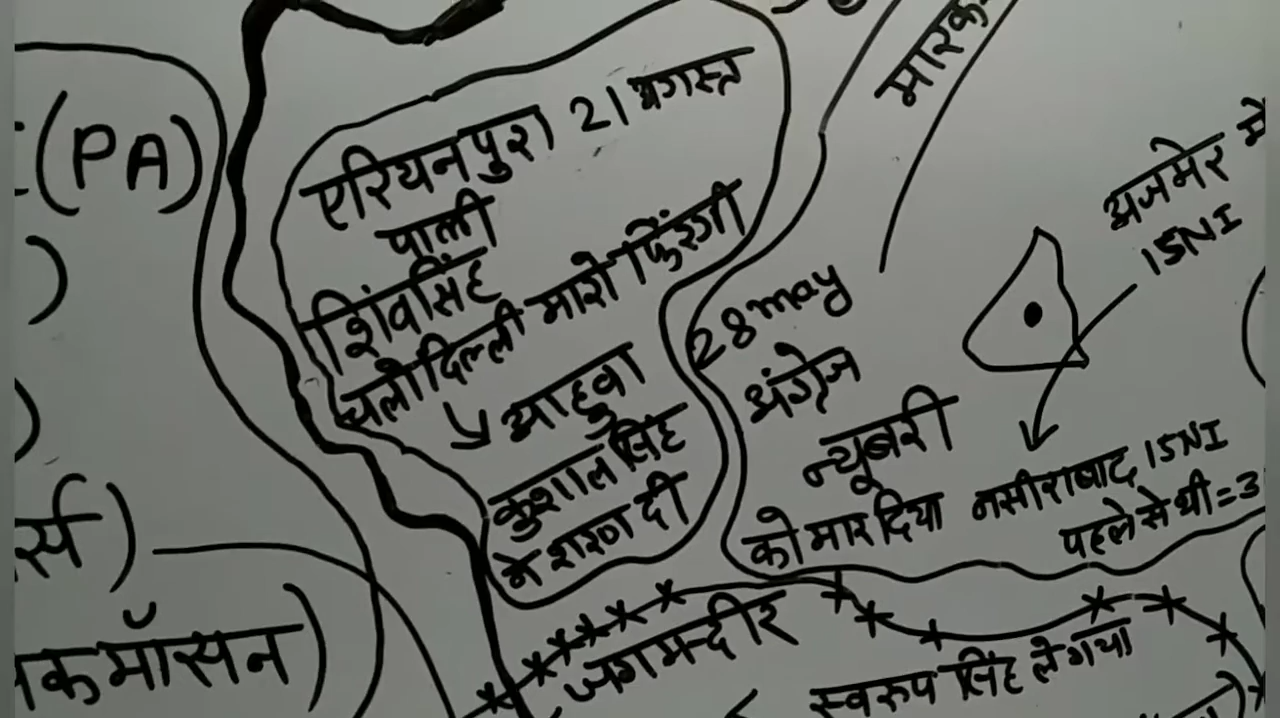 (PA)
र्स)
कमॉसन)
एरियनपुरा 21 अगस्त
पाली
शिवसिंह
चलो दिल्ली मारो फिरंगी
आहुवा
कुशाल सिंह
ने शरण दी
मारक
अजमेर में
15NI
28 may
अंग्रेज
न्यूबरी
को मार दिया नसीराबाद 15NI
पहले से थी = 3
जगमन्दीर
स्वरुप सिंह ले गया